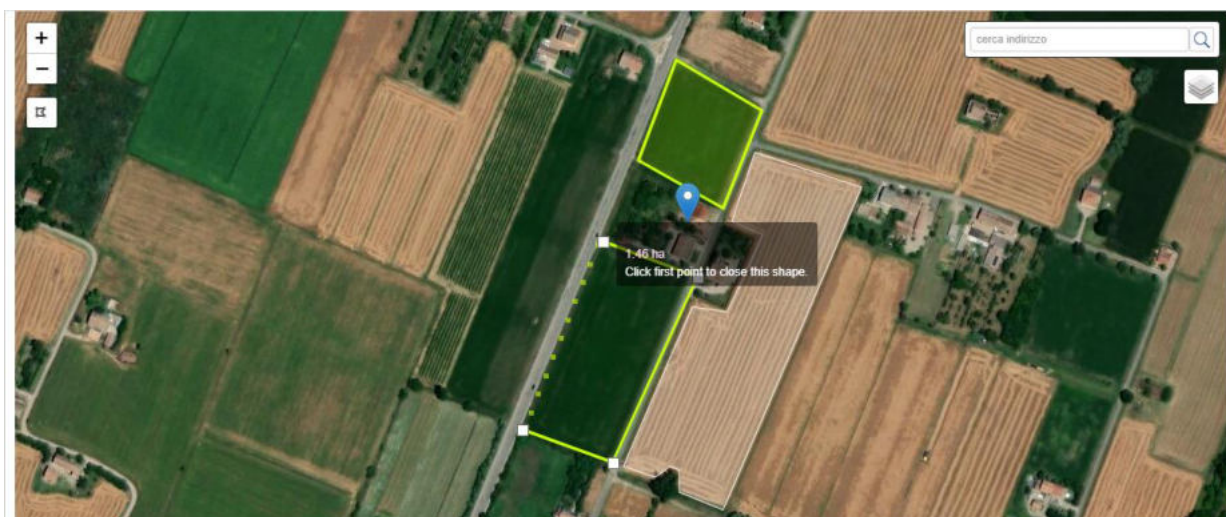 +
cerca indirizzo
−
1.46 ha
Click first point to close this shape.